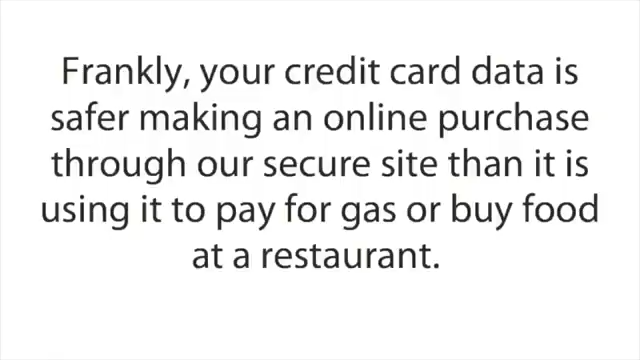 Frankly, your credit card data is
safer making an online purchase
through our secure site than it is
using it to pay for gas or buy food
at a restaurant.